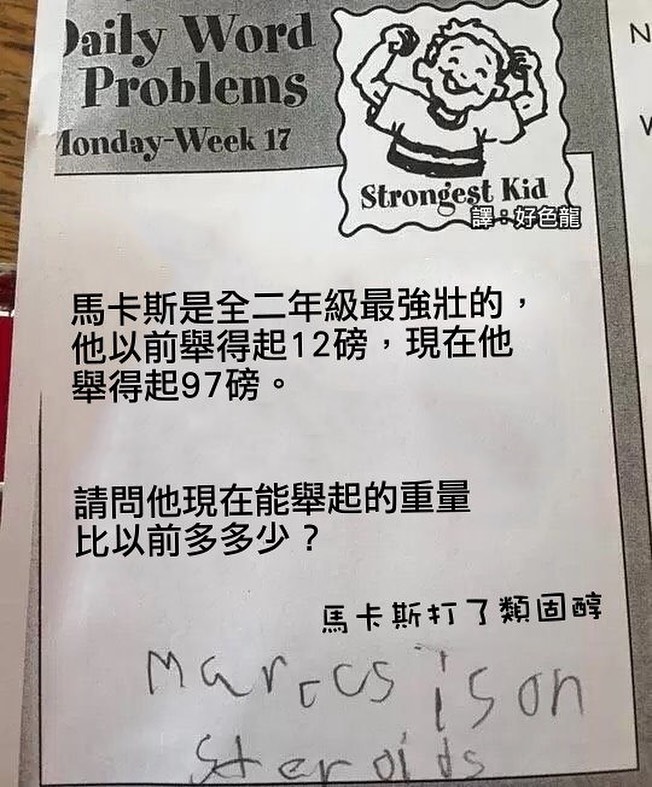 Daily Word
Problems
Monday-Week 17
Strongest Kid
譯:好色龍
馬卡斯是全二年級最強壯的,
他以前舉得起12磅,現在他
舉得起97磅。
請問他現在能舉起的重量
比以前多多少?
馬卡斯打了類固醇
Marcus is on
steroids